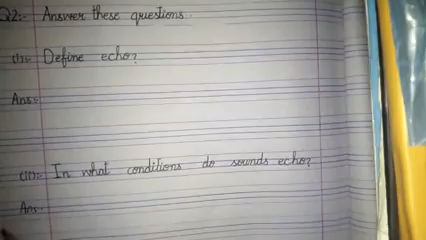 Q2:- Answer these questions.
(i):- Define echo?
Ans:-
(ii):- In what conditions do sounds echo?
Ans:-